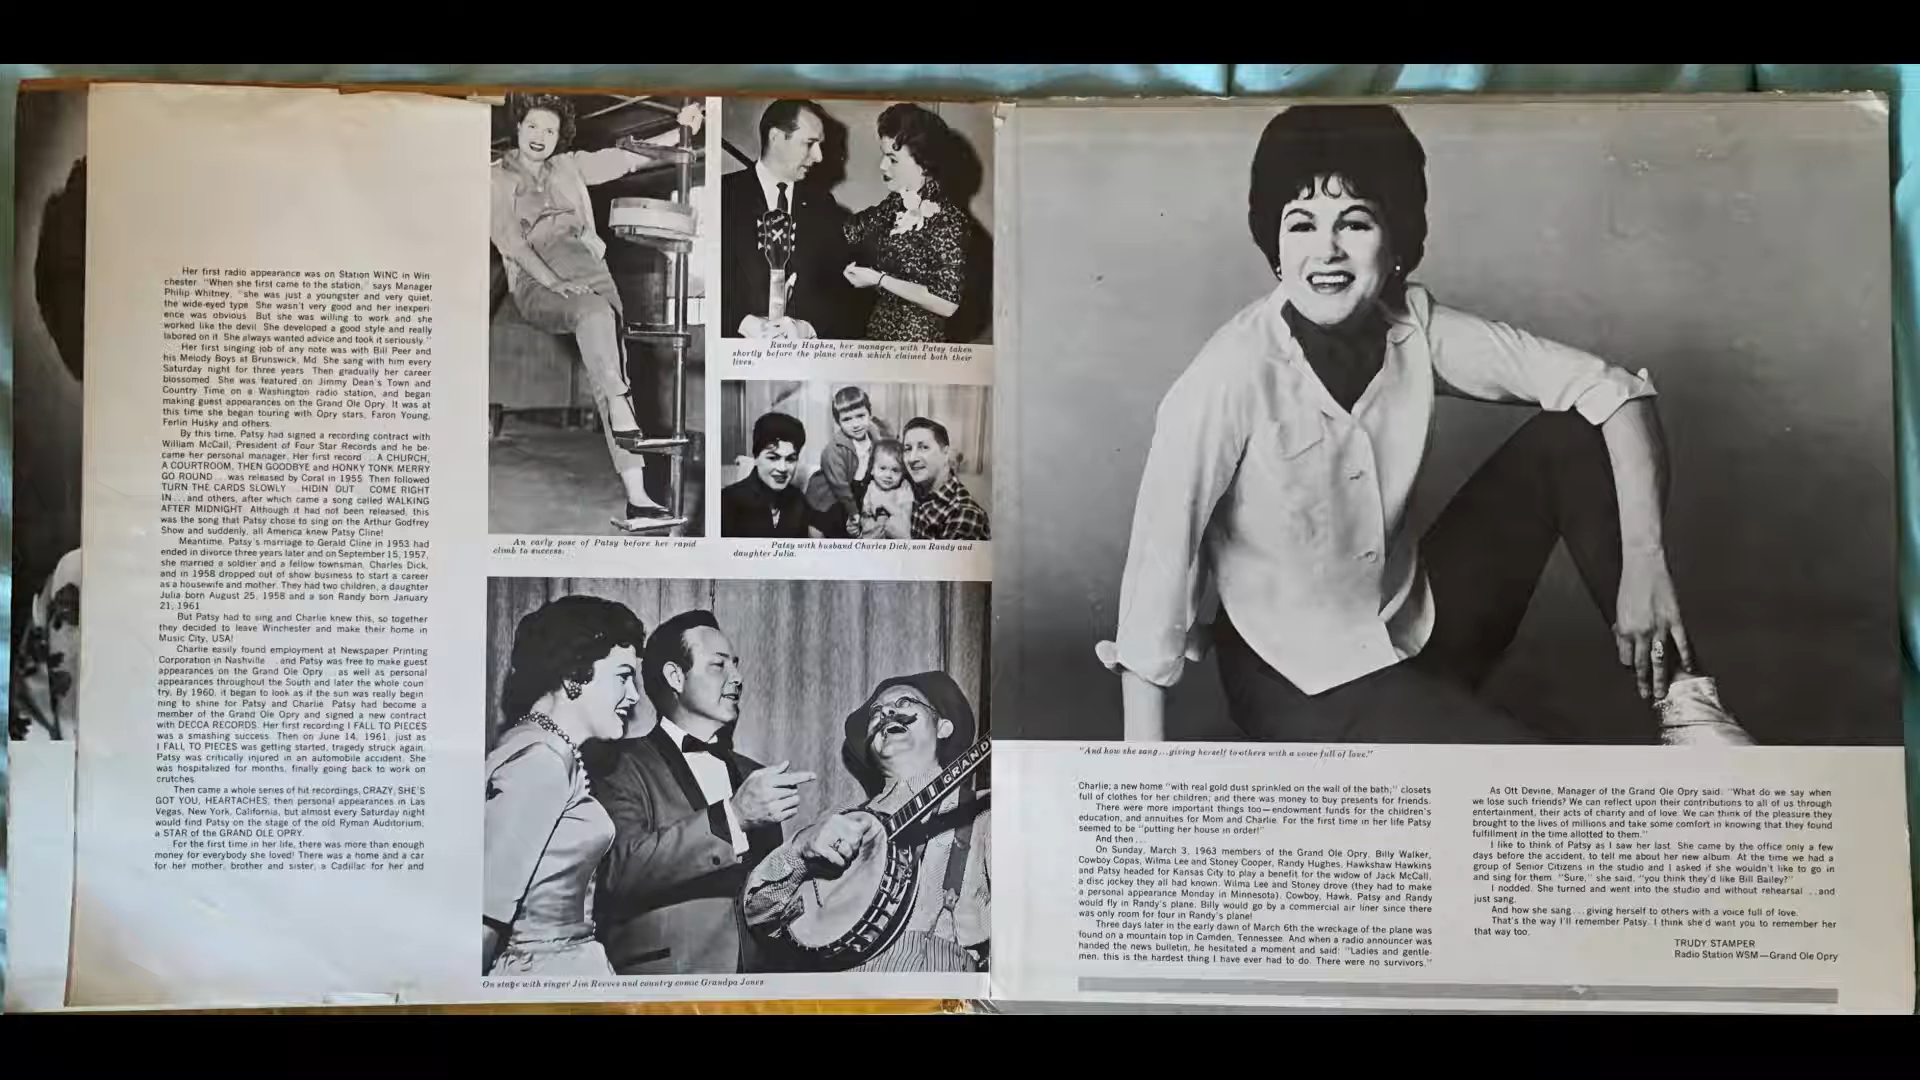 Her first radio appearance was on Station WINC in Win
chester. "When she first came to the station," says Manager
Philip Whitney, "she was just a youngster and very quiet,
the wide-eyed type. She wasn't very good and her inexperi
ence was obvious. But she was willing to work and she
worked like the devil. She developed a good style and really
labored on it. She always wanted advice and took it seriously."
Her first singing job of any note was with Bill Peer and
his Melody Boys at Brunswick, Md. She sang with him every
Saturday night for three years. Then gradually her career
blossomed. She was featured on Jimmy Dean's Town and
Country Time on a Washington radio station, and began
making guest appearances on the Grand Ole Opry. It was at
this time she began touring with Opry stars, Faron Young,
Ferlin Husky and others.
By this time, Patsy had signed a recording contract with
William McCall, President of Four Star Records and he be-
came her personal manager. Her first record . . . A CHURCH,
A COURTROOM, THEN GOODBYE and HONKY TONK MERRY
GO ROUND . . . was released by Coral in 1955. Then followed
TURN THE CARDS SLOWLY . . . HIDIN OUT . . . COME RIGHT
IN . . . and others, after which came a song called WALKING
AFTER MIDNIGHT. Although it had not been released, this
was the song that Patsy chose to sing on the Arthur Godfrey
Show and suddenly, all America knew Patsy Cline!
Meantime, Patsy's marriage to Gerald Cline in 1953 had
ended in divorce three years later and on September 15, 1957,
she married a soldier and a fellow townsman, Charles Dick,
and in 1958 dropped out of show business to start a career
as a housewife and mother. They had two children, a daughter
Julia born August 25, 1958 and a son Randy born January
21, 1961.
But Patsy had to sing and Charlie knew this, so together
they decided to leave Winchester and make their home in
Music City, USA!
Charlie easily found employment at Newspaper Printing
Corporation in Nashville . . . and Patsy was free to make guest
appearances on the Grand Ole Opry . . . as well as personal
appearances throughout the South and later the whole coun
try. By 1960, it began to look as if the sun was really begin
ning to shine for Patsy and Charlie. Patsy had become a
member of the Grand Ole Opry and signed a new contract
with DECCA RECORDS. Her first recording I FALL TO PIECES
was a smashing success. Then on June 14, 1961, just as
I FALL TO PIECES was getting started, tragedy struck again.
Patsy was critically injured in an automobile accident. She
was hospitalized for months, finally going back to work on
crutches.
Then came a whole series of hit recordings, CRAZY, SHE'S
GOT YOU, HEARTACHES, then personal appearances in Las
Vegas, New York, California, but almost every Saturday night
would find Patsy on the stage of the old Ryman Auditorium,
a STAR of the GRAND OLE OPRY.
For the first time in her life, there was more than enough
money for everybody she loved! There was a home and a car
for her mother, brother and sister, a Cadillac for her and
An early pose of Patsy before her rapid
climb to success.
Randy Hughes, her manager, with Patsy taken
shortly before the plane crash which claimed both their
lives.
Patsy with husband Charles Dick, son Randy and
daughter Julia.
GRAND
On stage with singer Jim Reeves and country comic Grandpa Jones
"And how she sang...giving herself to others with a voice full of love."
Charlie; a new home "with real gold dust sprinkled on the wall of the bath;" closets
full of clothes for her children; and there was money to buy presents for friends.
There were more important things too—endowment funds for the children's
education, and annuites for Mom and Charlie. For the first time in her life Patsy
seemed to be "putting her house in order!"
And then . . .
On Sunday, March 3, 1963 members of the Grand Ole Opry, Billy Walker,
Cowboy Copas, Wilma Lee and Stoney Cooper, Randy Hughes, Hawkshaw Hawkins
and Patsy headed for Kansas City to play a benefit for the widow of Jack McCall,
a disc jockey they all had known. Wilma Lee and Stoney drove (they had to make
a personal appearance Monday in Minnesota). Cowboy, Hawk, Patsy and Randy
would fly in Randy's plane. Billy would go by a commercial air liner since there
was only room for four in Randy's plane!
Three days later in the early dawn of March 6th the wreckage of the plane was
found on a mountain top in Camden, Tennessee. And when a radio announcer was
handed the news bulletin, he hesitated a moment and said: "Ladies and gentle-
men, this is the hardest thing I have ever had to do. There were no survivors."
As Ott Devine, Manager of the Grand Ole Opry said: "What do we say when
we lose such friends? We can reflect upon their contributions to all of us through
entertainment, their acts of charity and of love. We can think of the pleasure they
brought to the lives of millions and take some comfort in knowing that they found
fulfillment in the time allotted to them."
I like to think of Patsy as I saw her last. She came by the office only a few
days before the accident, to tell me about her new album. At the time we had a
group of Senior Citizens in the studio and I asked if she wouldn't like to go in
and sing for them. "Sure," she said, "you think they'd like Bill Bailey?"
I nodded. She turned and went into the studio and without rehearsal . . . and
just sang.
And how she sang . . . giving herself to others with a voice full of love.
That's the way I'll remember Patsy. I think she'd want you to remember her
that way too.
TRUDY STAMPER
Radio Station WSM—Grand Ole Opry